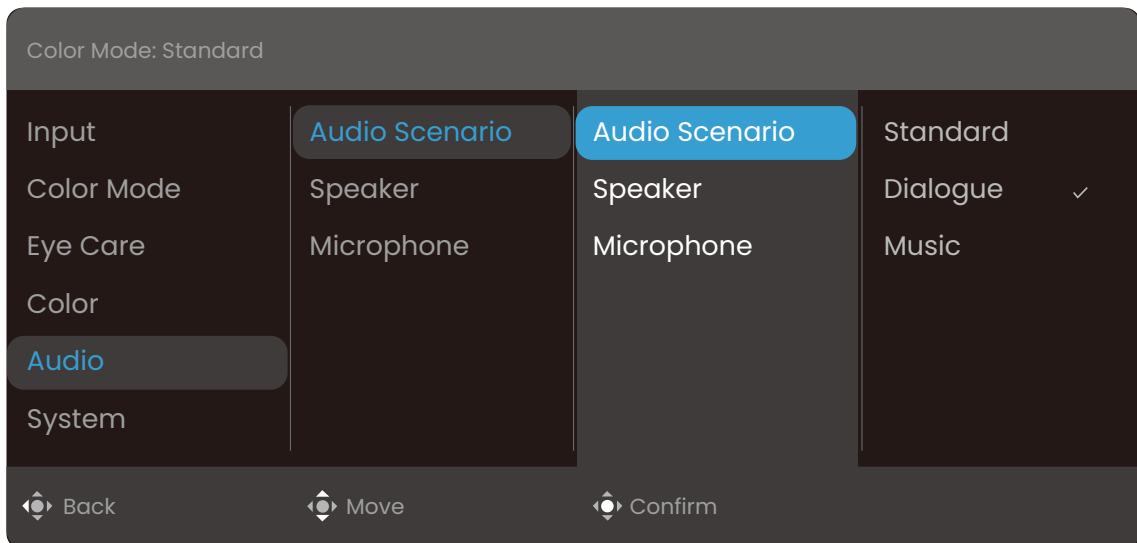 Color Mode: Standard
Input
Color Mode
Eye Care
Color
Audio
System
Audio Scenario
Speaker
Microphone
Audio Scenario
Speaker
Microphone
Standard
Dialogue ✓
Music
Back
Move
Confirm